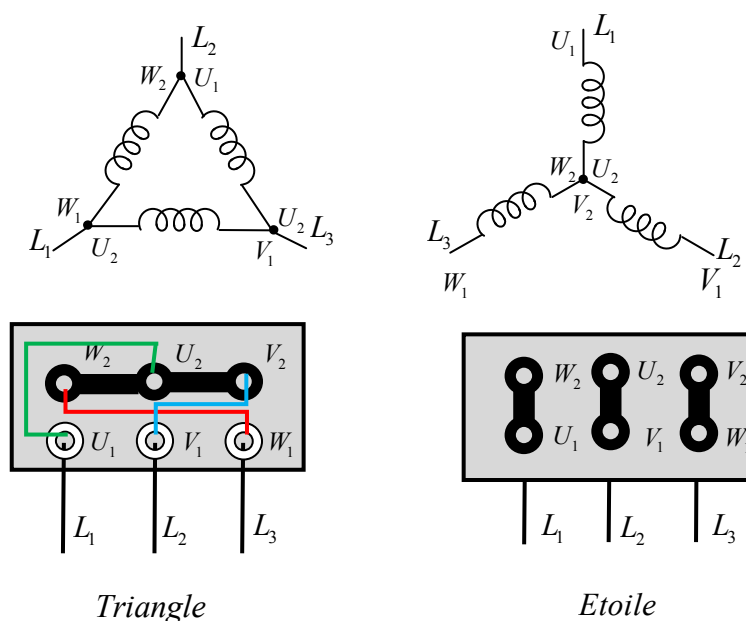 L2
W2 U1
W1 U2 V1
L1 U2 L3
L1
U1
W2 U2
V2
L3 L2
W1 V1
W2 U2 V2
U1 V1 W1
L1 L2 L3
Triangle
W2 U2 V2
U1 V1 W
L1 L2 L3
Etoile